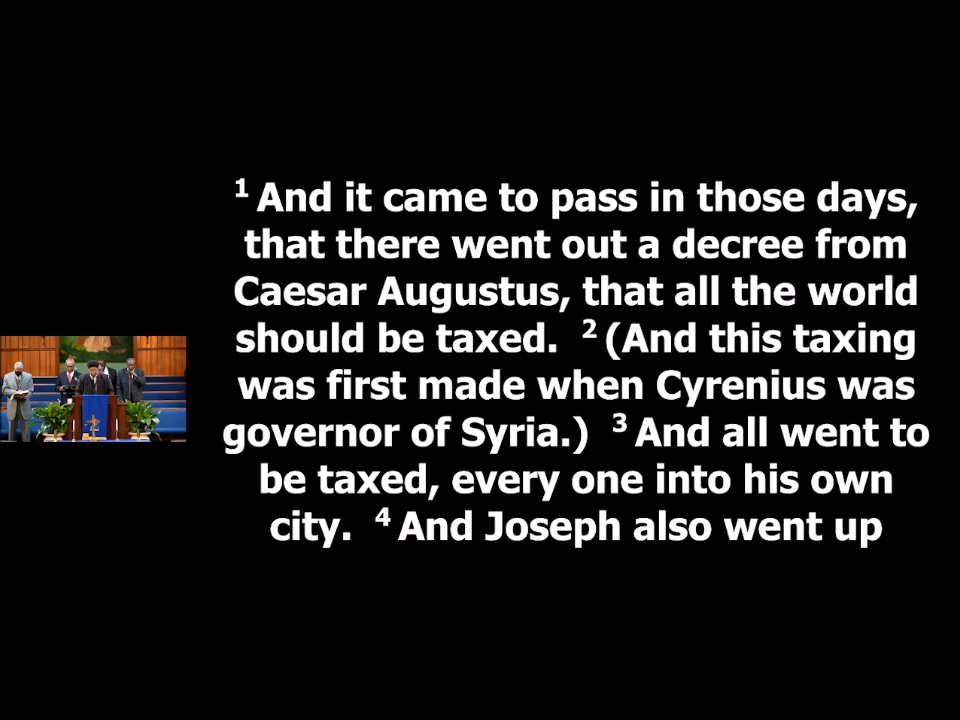 1 And it came to pass in those days,
that there went out a decree from
Caesar Augustus, that all the world
should be taxed. 2 (And this taxing
was first made when Cyrenius was
governor of Syria.) 3 And all went to
be taxed, every one into his own
city. 4 And Joseph also went up